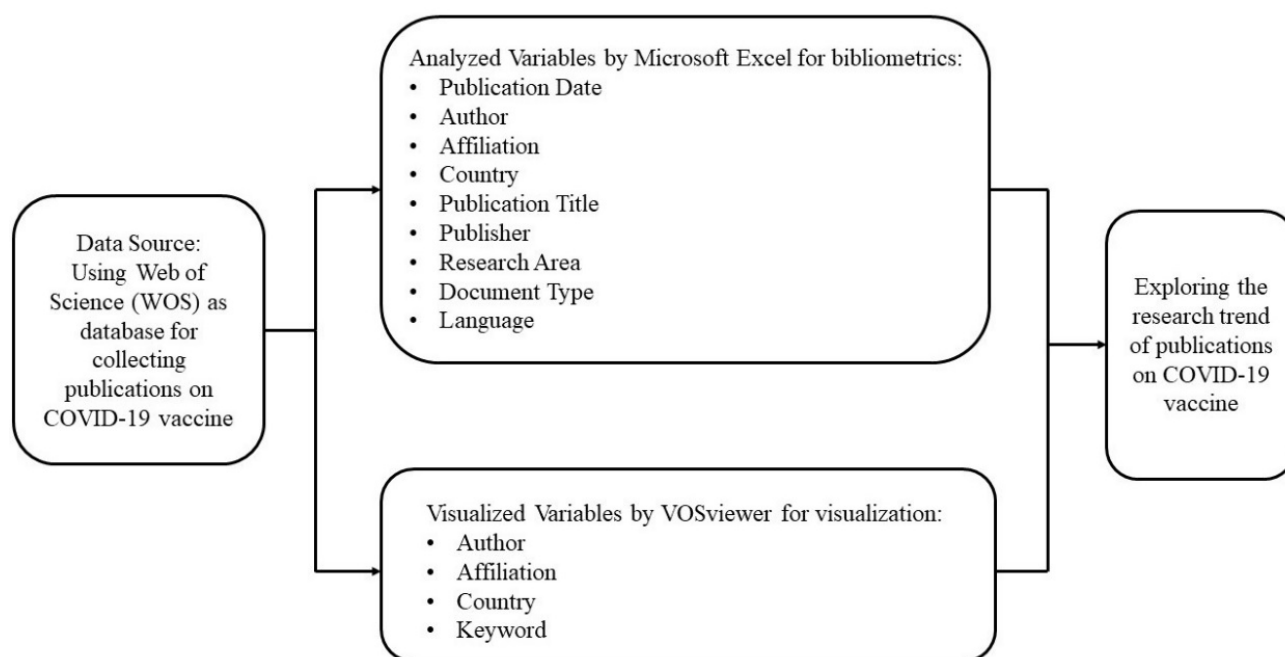 Data Source:
Using Web of
Science (WOS) as
database for
collecting
publications on
COVID-19 vaccine
Analyzed Variables by Microsoft Excel for bibliometrics:
• Publication Date
• Author
• Affiliation
• Country
• Publication Title
• Publisher
• Research Area
• Document Type
• Language
Visualized Variables by VOSviewer for visualization:
• Author
• Affiliation
• Country
• Keyword
Exploring the
research trend
of publications
on COVID-19
vaccine